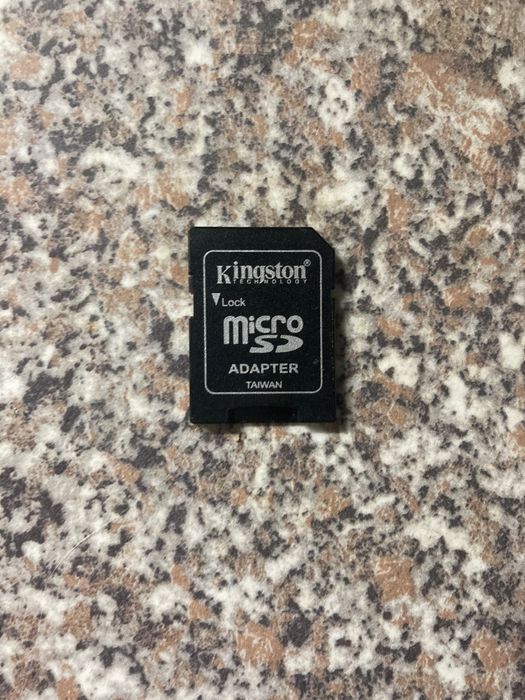 Kingston®
TECHNOLOGY
Lock
micro
SD
ADAPTER
TAIWAN